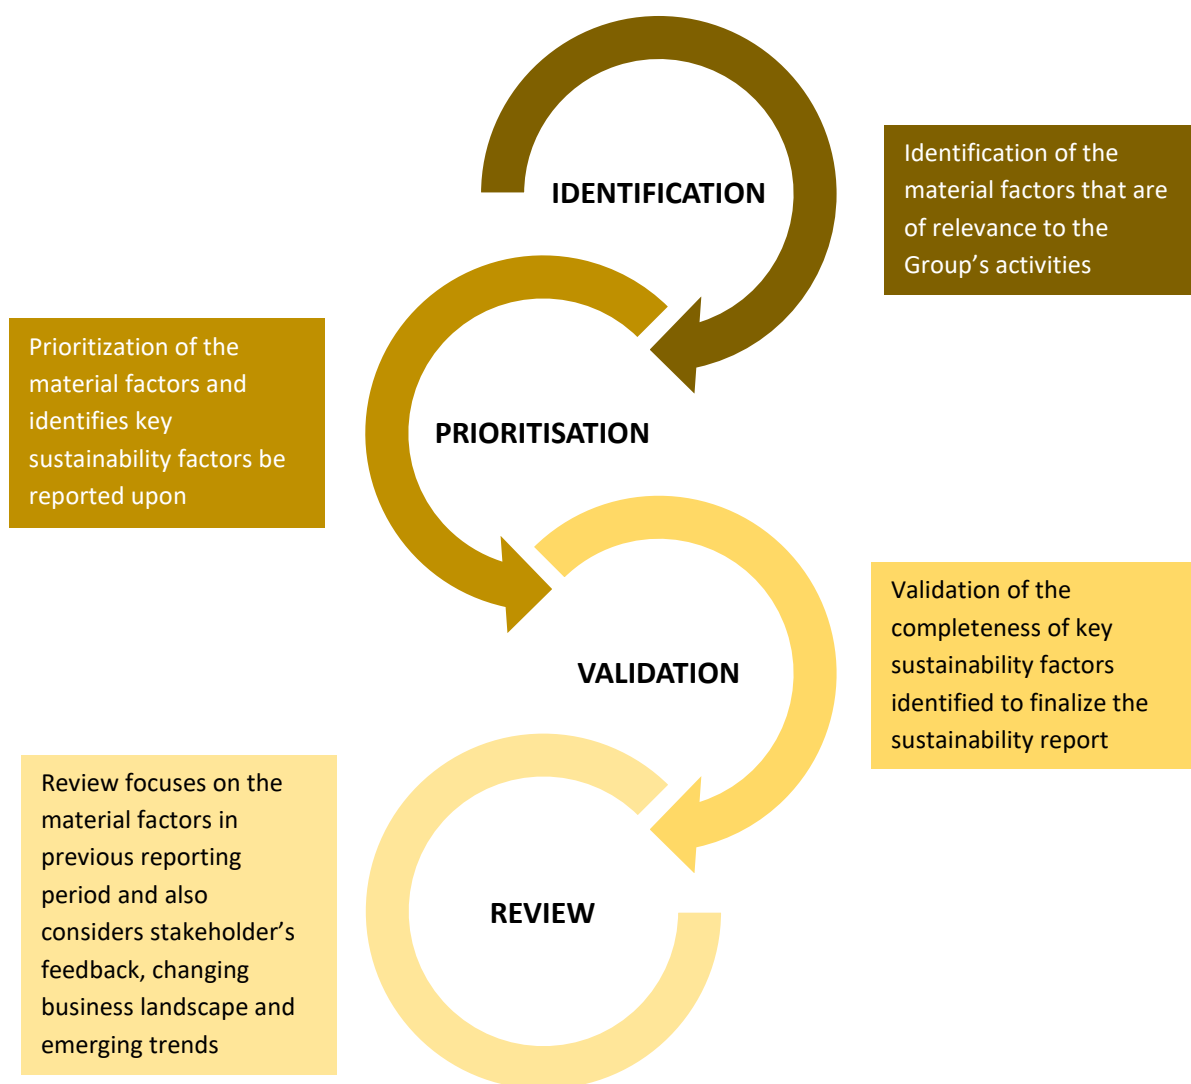 IDENTIFICATION
Identification of the
material factors that are
of relevance to the
Group’s activities
PRIORITISATION
Prioritization of the
material factors and
identifies key
sustainability factors be
reported upon
VALIDATION
Validation of the
completeness of key
sustainability factors
identified to finalize the
sustainability report
REVIEW
Review focuses on the
material factors in
previous reporting
period and also
considers stakeholder’s
feedback, changing
business landscape and
emerging trends